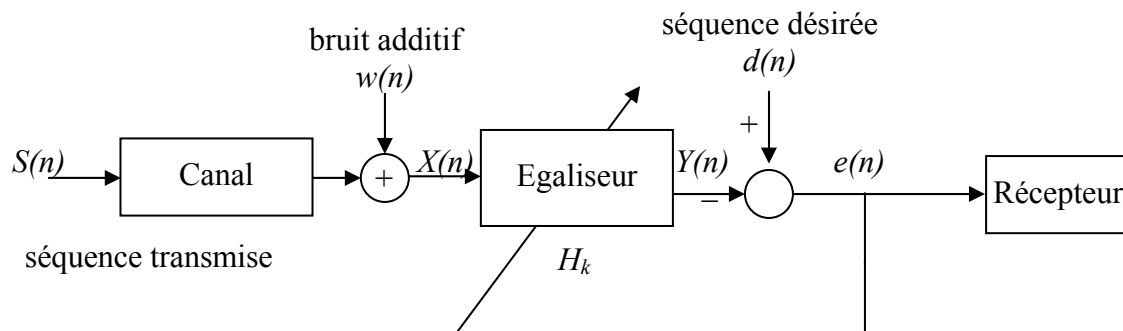 bruit additif
w(n)
séquence désirée
d(n)
+
S(n)
Canal
+
X(n)
Egaliseur
Y(n)
–
e(n)
Récepteur
séquence transmise
H_k